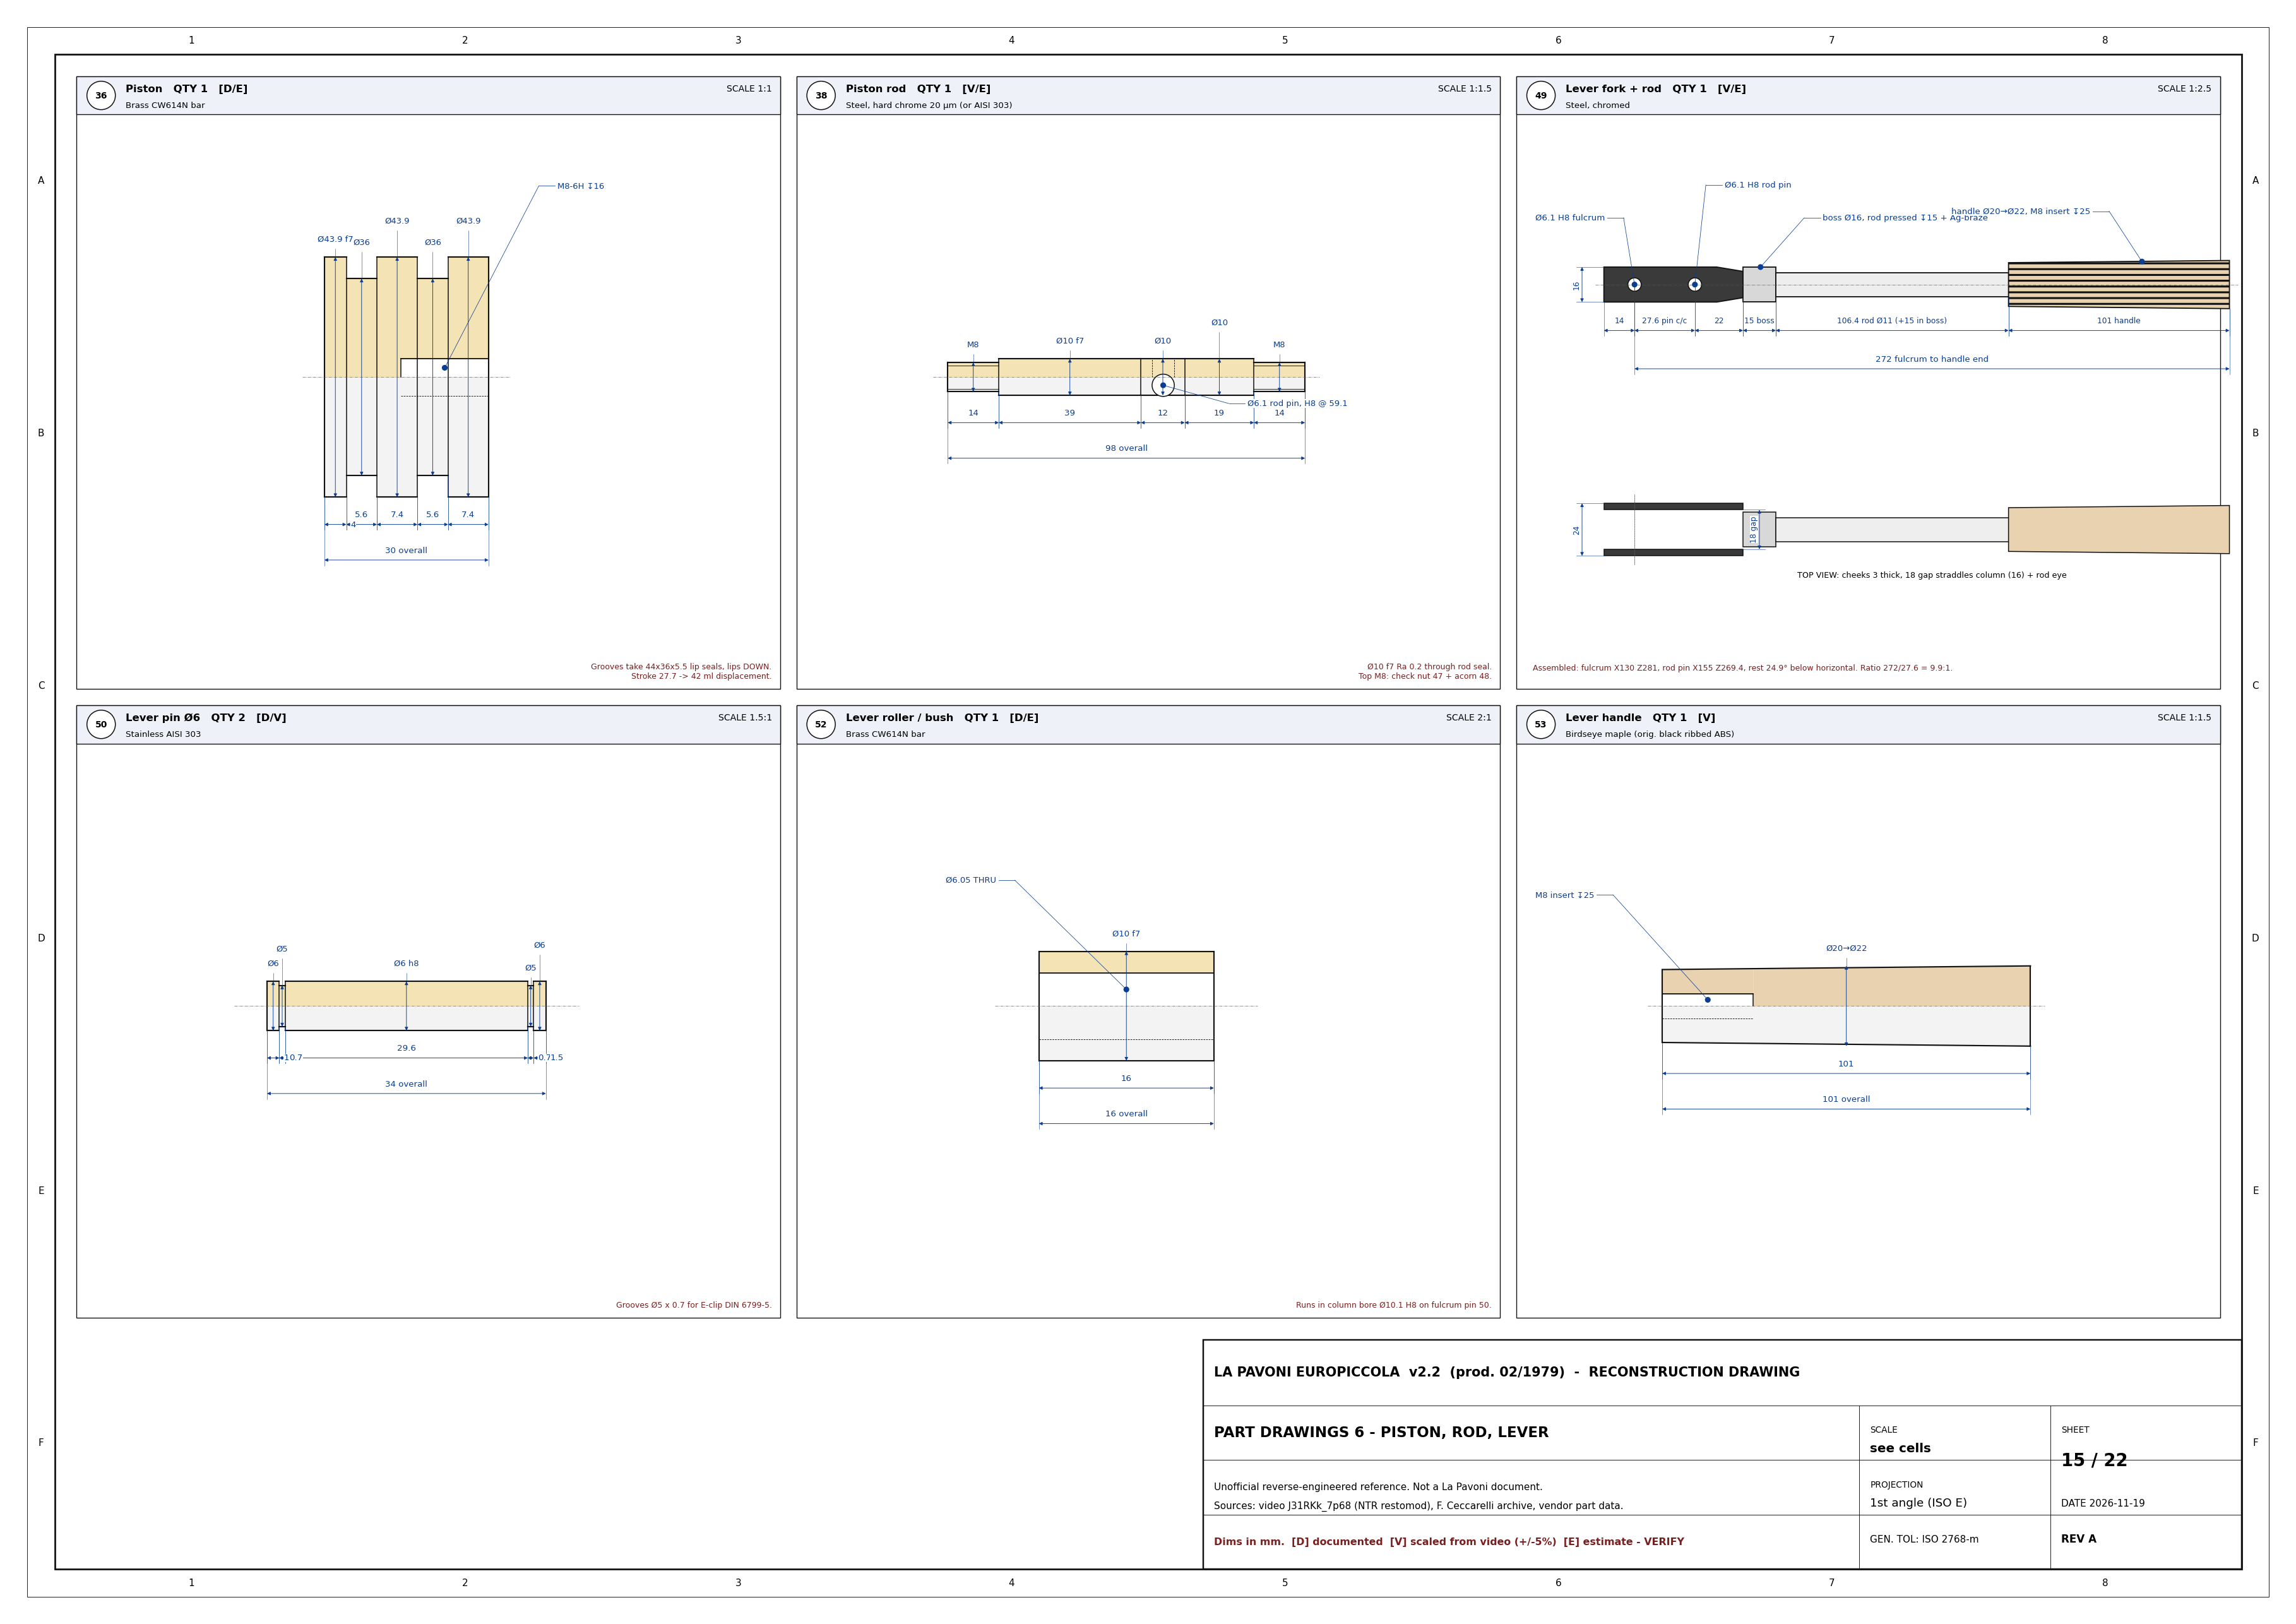 1 2 3 4 5 6 7 8
A A
B B
C C
D D
E E
F F
36 Piston QTY 1 [D/E] SCALE 1:1
Brass CW614N bar
M8-6H ↧16
Ø43.9 Ø43.9
Ø43.9 f7 Ø36 Ø36
5.6 7.4 5.6 7.4
4
30 overall
Grooves take 44x36x5.5 lip seals, lips DOWN.
Stroke 27.7 -> 42 ml displacement.
38 Piston rod QTY 1 [V/E] SCALE 1:1.5
Steel, hard chrome 20 µm (or AISI 303)
Ø10
M8 Ø10 f7 Ø10 M8
Ø6.1 rod pin, H8 @ 59.1
14 39 12 19 14
98 overall
Ø10 f7 Ra 0.2 through rod seal.
Top M8: check nut 47 + acorn 48.
49 Lever fork + rod QTY 1 [V/E] SCALE 1:2.5
Steel, chromed
Ø6.1 H8 rod pin
handle Ø20→Ø22, M8 insert ↧25
Ø6.1 H8 fulcrum boss Ø16, rod pressed ↧15 + Ag-braze
16
14 27.6 pin c/c 22 15 boss 106.4 rod Ø11 (+15 in boss) 101 handle
272 fulcrum to handle end
24 18 gap
TOP VIEW: cheeks 3 thick, 18 gap straddles column (16) + rod eye
Assembled: fulcrum X130 Z281, rod pin X155 Z269.4, rest 24.9° below horizontal. Ratio 272/27.6 = 9.9:1.
50 Lever pin Ø6 QTY 2 [D/V] SCALE 1.5:1
Stainless AISI 303
Ø5 Ø6
Ø6 Ø6 h8 Ø5
29.6
0.7 0.7 1.5
34 overall
Grooves Ø5 x 0.7 for E-clip DIN 6799-5.
52 Lever roller / bush QTY 1 [D/E] SCALE 2:1
Brass CW614N bar
Ø6.05 THRU
Ø10 f7
16
16 overall
Runs in column bore Ø10.1 H8 on fulcrum pin 50.
53 Lever handle QTY 1 [V] SCALE 1:1.5
Birdseye maple (orig. black ribbed ABS)
M8 insert ↧25
Ø20→Ø22
101
101 overall
LA PAVONI EUROPICCOLA v2.2 (prod. 02/1979) - RECONSTRUCTION DRAWING
PART DRAWINGS 6 - PISTON, ROD, LEVER
SCALE
see cells
SHEET
15 / 22
Unofficial reverse-engineered reference. Not a La Pavoni document.
Sources: video J31RKk_7p68 (NTR restomod), F. Ceccarelli archive, vendor part data.
PROJECTION
1st angle (ISO E)
DATE 2026-11-19
Dims in mm. [D] documented [V] scaled from video (+/-5%) [E] estimate - VERIFY
GEN. TOL: ISO 2768-m
REV A
1 2 3 4 5 6 7 8